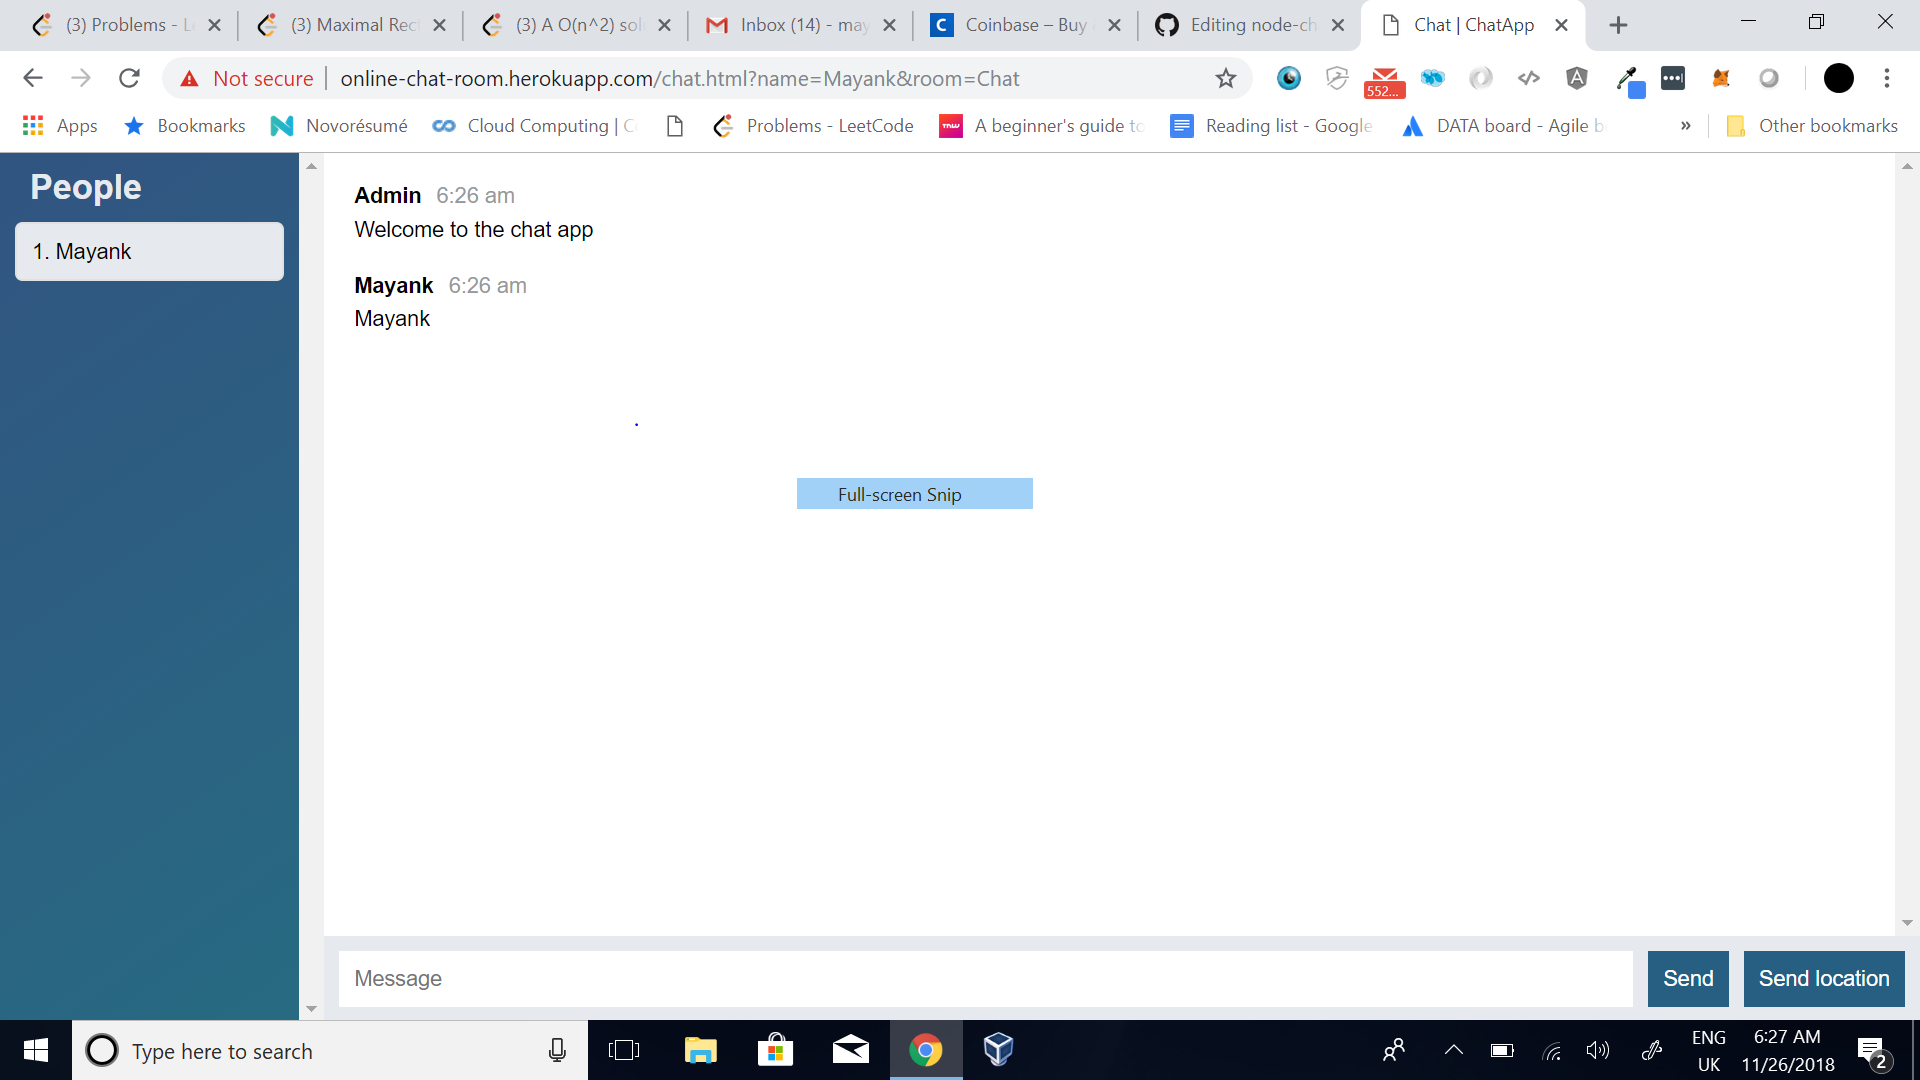 (3) Problems - L
(3) Maximal Rec
(3) A O(n^2) sol
Inbox (14) - may
Coinbase – Buy
Editing node-ch
Chat | ChatApp
Not secure
online-chat-room.herokuapp.com/chat.html?name=Mayank&room=Chat
552...
Apps
Bookmarks
Novorésumé
Cloud Computing | C
Problems - LeetCode
TNW
A beginner's guide to
Reading list - Google
DATA board - Agile b
»
Other bookmarks
People
1. Mayank
Admin 6:26 am
Welcome to the chat app
Mayank 6:26 am
Mayank
Full-screen Snip
Message
Send
Send location
Type here to search
ENG
UK
6:27 AM
11/26/2018
2